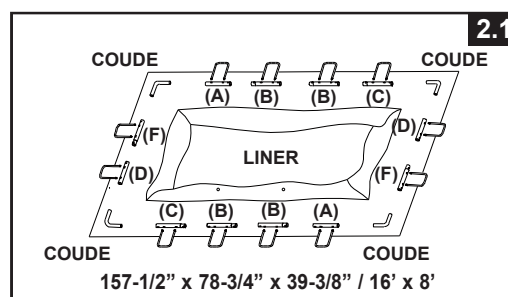 2.1
COUDE COUDE
(A) (B) (B) (C)
(F) (D)
LINER
(D) (F)
(C) (B) (B) (A)
COUDE COUDE
157-1/2” x 78-3/4” x 39-3/8” / 16’ x 8’